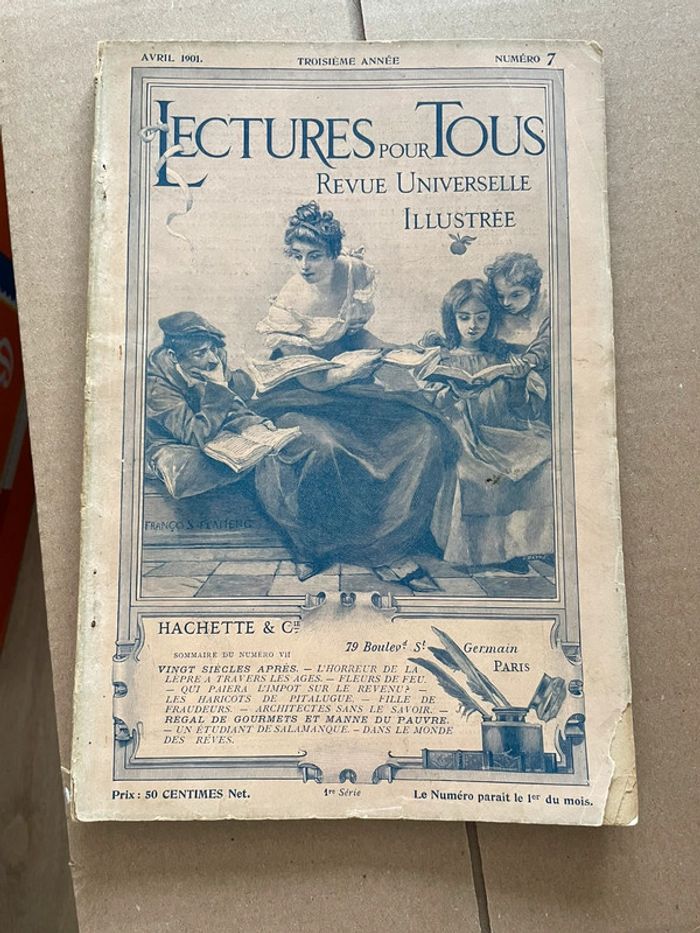 AVRIL 1901. TROISIÈME ANNÉE NUMÉRO 7
LECTURES POUR TOUS
REVUE UNIVERSELLE
ILLUSTRÉE
HACHETTE & Cie
79 Boulevd St Germain
PARIS
SOMMAIRE DU NUMÉRO VII
VINGT SIÈCLES APRÈS. — L'HORREUR DE LA
LÈPRE A TRAVERS LES AGES. — FLEURS DE FEU.
— QUI PAIERA L'IMPOT SUR LE REVENU? —
LES HARICOTS DE PITALUGUE. — FILLE DE
FRAUDEURS. — ARCHITECTES SANS LE SAVOIR. —
RÉGAL DE GOURMETS ET MANNE DU PAUVRE.
— UN ÉTUDIANT DE SALAMANQUE. — DANS LE MONDE
DES RÊVES.
Prix : 50 CENTIMES Net. 1re Série Le Numéro paraît le 1er du mois.